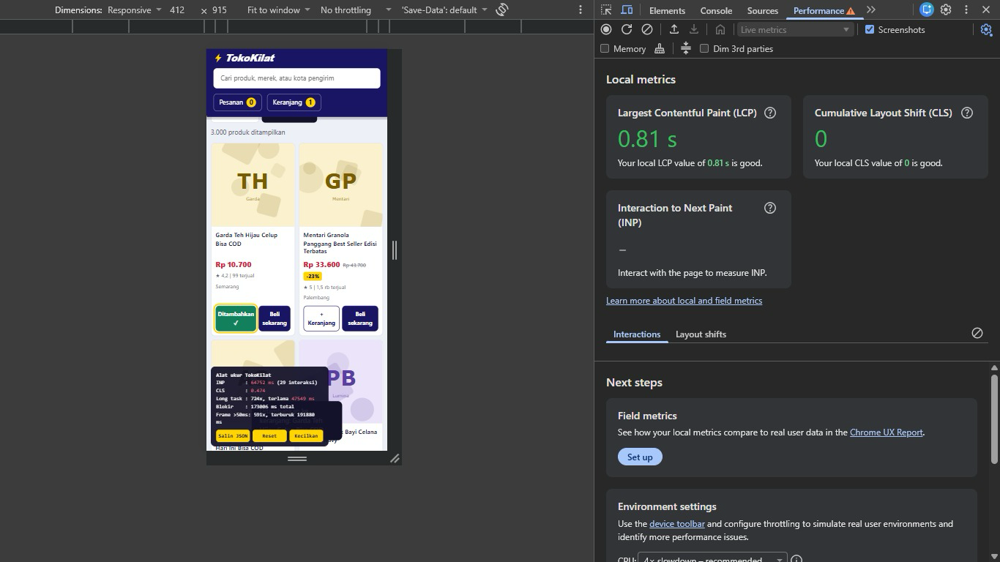 Dimensions: Responsive 412 × 915 Fit to window No throttling 'Save-Data': default
Elements Console Sources Performance
Live metrics Screenshots
Memory Dim 3rd parties
TokoKilat
Cari produk, merek, atau kota pengirim
Pesanan 0 Keranjang 1
3.000 produk ditampilkan
TH
Garda
Garda Teh Hijau Celup
Bisa COD
Rp 10.700
★ 4,2 | 99 terjual
Semarang
Ditambahkan
✓
Beli
sekarang
GP
Mentari
Mentari Granola
Panggang Best Seller Edisi
Terbatas
Rp 33.600 Rp 43.700
-23%
★ 5 | 1,5 rb terjual
Palembang
+
Keranjang
Beli
sekarang
PB
Lumina
Bayi Celana
Alat ukur TokoKilat
INP : 64752 ms (29 interaksi)
CLS : 0.474
Long task : 724x, terlama 47549 ms
Blokir : 173006 ms total
Frame >50ms: 591x, terburuk 191880
ms
Salin JSON Reset Kecilkan
Hari Ini Bisa COD
Local metrics
Largest Contentful Paint (LCP)
0.81 s
Your local LCP value of 0.81 s is good.
Cumulative Layout Shift (CLS)
0
Your local CLS value of 0 is good.
Interaction to Next Paint
(INP)
–
Interact with the page to measure INP.
Learn more about local and field metrics
Interactions Layout shifts
Next steps
Field metrics
See how your local metrics compare to real user data in the Chrome UX Report.
Set up
Environment settings
Use the device toolbar and configure throttling to simulate real user environments and
identify more performance issues.
CPU: 4× slowdown – recommended